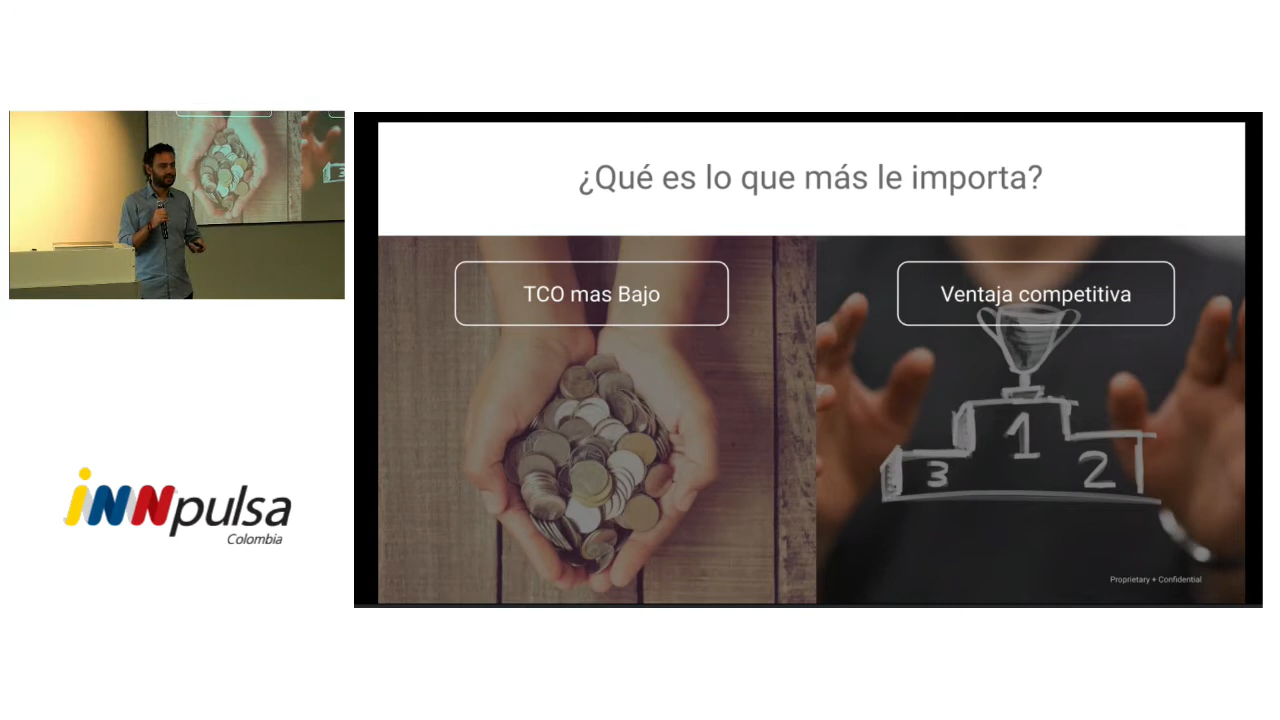 ¿Qué es lo que más le importa?
TCO mas Bajo
Ventaja competitiva
1
3
2
Proprietary + Confidential
3
iNNpulsa
Colombia